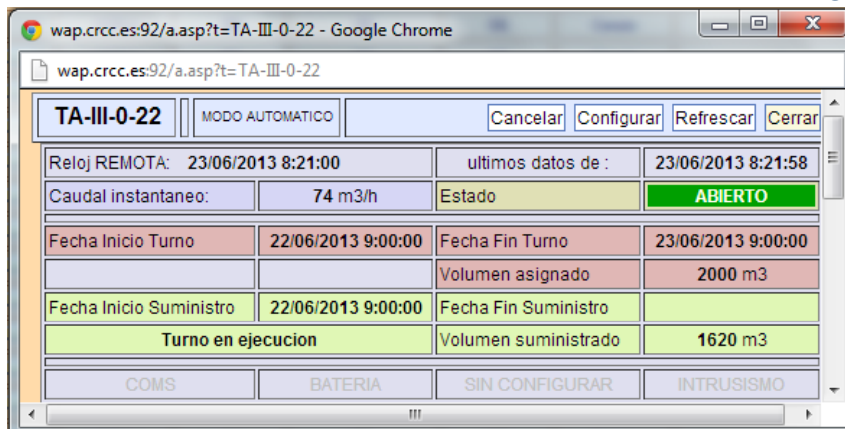 wap.crcc.es:92/a.asp?t=TA-III-0-22 - Google Chrome
wap.crcc.es:92/a.asp?t=TA-III-0-22
TA-III-0-22 MODO AUTOMATICO Cancelar Configurar Refrescar Cerrar
Reloj REMOTA: 23/06/2013 8:21:00 ultimos datos de : 23/06/2013 8:21:58
Caudal instantaneo: 74 m3/h Estado ABIERTO
Fecha Inicio Turno 22/06/2013 9:00:00 Fecha Fin Turno 23/06/2013 9:00:00
Volumen asignado 2000 m3
Fecha Inicio Suministro 22/06/2013 9:00:00 Fecha Fin Suministro
Turno en ejecucion Volumen suministrado 1620 m3
COMS BATERIA SIN CONFIGURAR INTRUSISMO